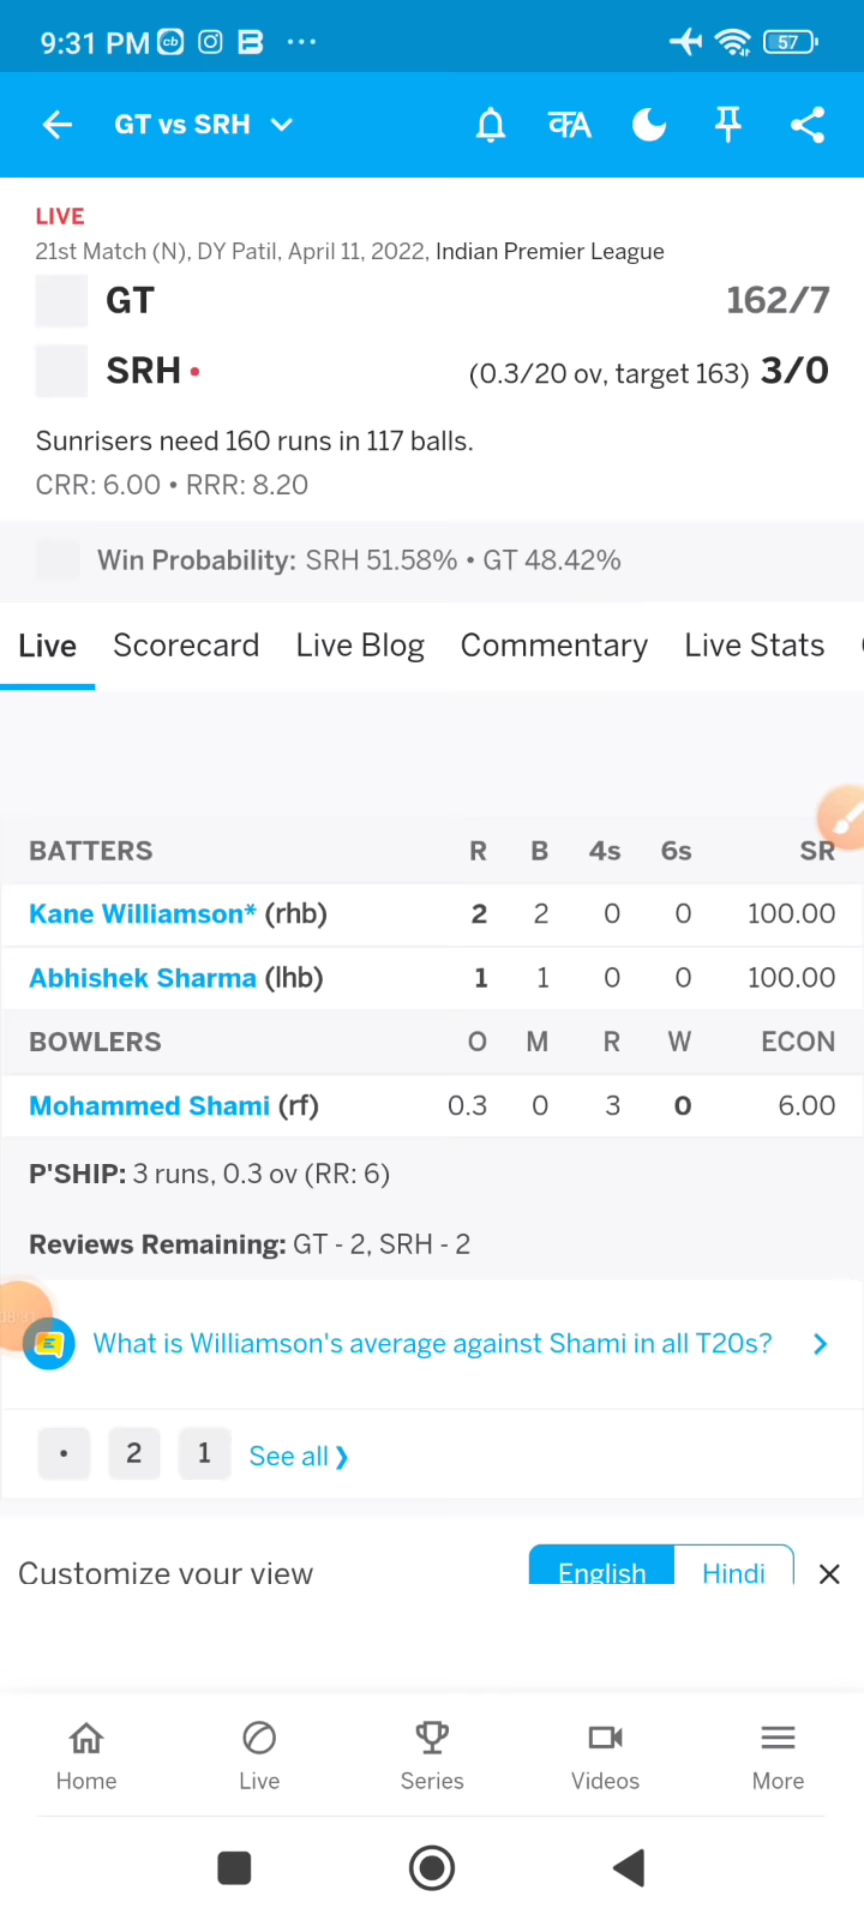 9:31 PM cb B ... 57
GT vs SRH कA
LIVE
21st Match (N), DY Patil, April 11, 2022, Indian Premier League
GT 162/7
SRH • (0.3/20 ov, target 163) 3/0
Sunrisers need 160 runs in 117 balls.
CRR: 6.00 • RRR: 8.20
Win Probability: SRH 51.58% • GT 48.42%
Live Scorecard Live Blog Commentary Live Stats
BATTERS R B 4s 6s SR
Kane Williamson* (rhb) 2 2 0 0 100.00
Abhishek Sharma (lhb) 1 1 0 0 100.00
BOWLERS O M R W ECON
Mohammed Shami (rf) 0.3 0 3 0 6.00
P'SHIP: 3 runs, 0.3 ov (RR: 6)
Reviews Remaining: GT - 2, SRH - 2
What is Williamson's average against Shami in all T20s?
• 2 1 See all ❯
Customize your view English Hindi
Home Live Series Videos More